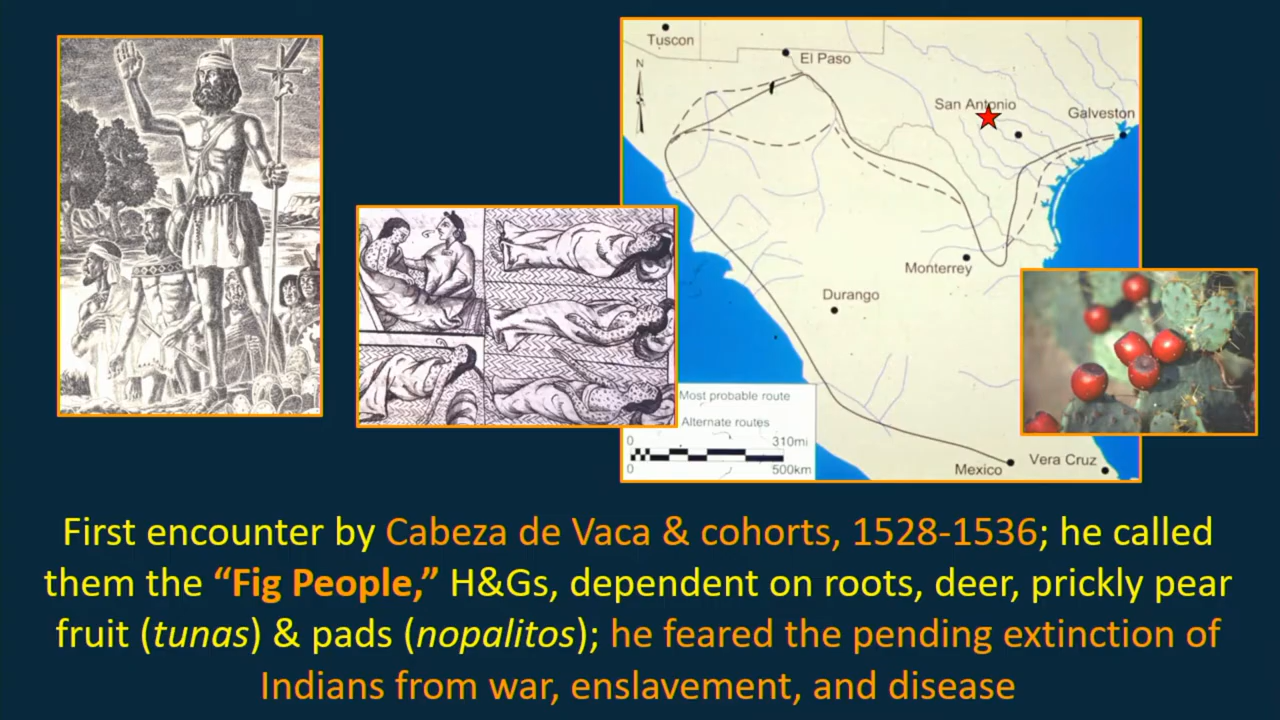 Tuscon
El Paso
N
San Antonio
Galveston
Monterrey
Durango
Most probable route
Alternate routes
0 310mi
0 500km
Mexico
Vera Cruz
First encounter by Cabeza de Vaca & cohorts, 1528-1536; he called
them the “Fig People,” H&Gs, dependent on roots, deer, prickly pear
fruit (tunas) & pads (nopalitos); he feared the pending extinction of
Indians from war, enslavement, and disease